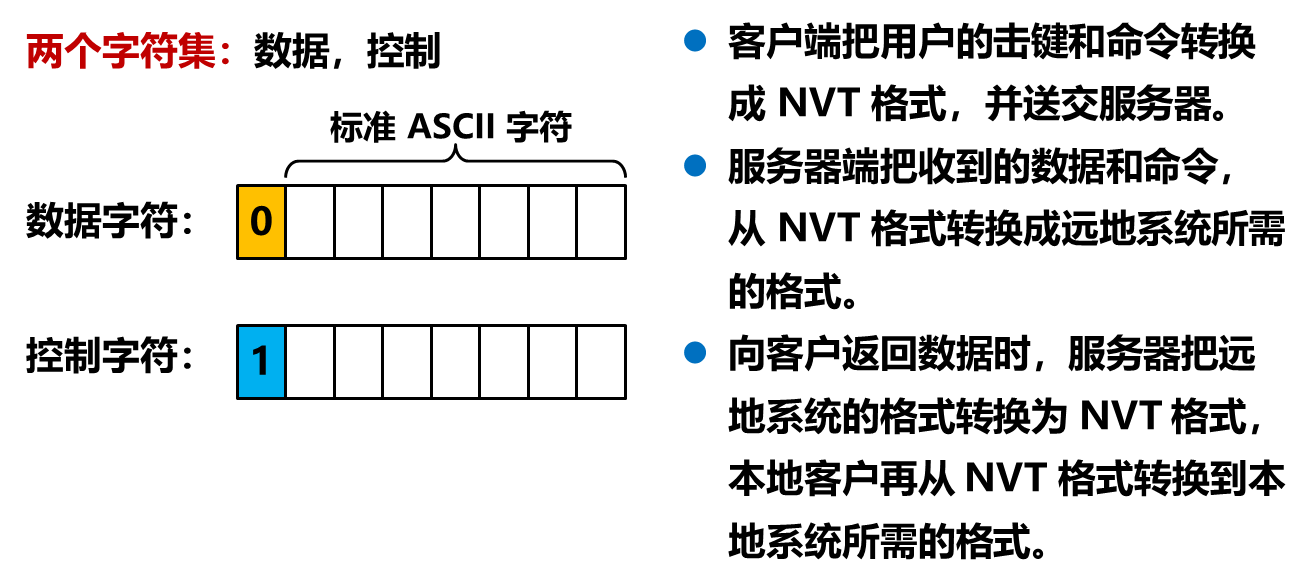 两个字符集：数据，控制
标准 ASCII 字符
数据字符：
0
控制字符：
1
● 客户端把用户的击键和命令转换
成 NVT 格式，并送交服务器。
● 服务器端把收到的数据和命令，
从 NVT 格式转换成远地系统所需
的格式。
● 向客户返回数据时，服务器把远
地系统的格式转换为 NVT 格式，
本地客户再从 NVT 格式转换到本
地系统所需的格式。